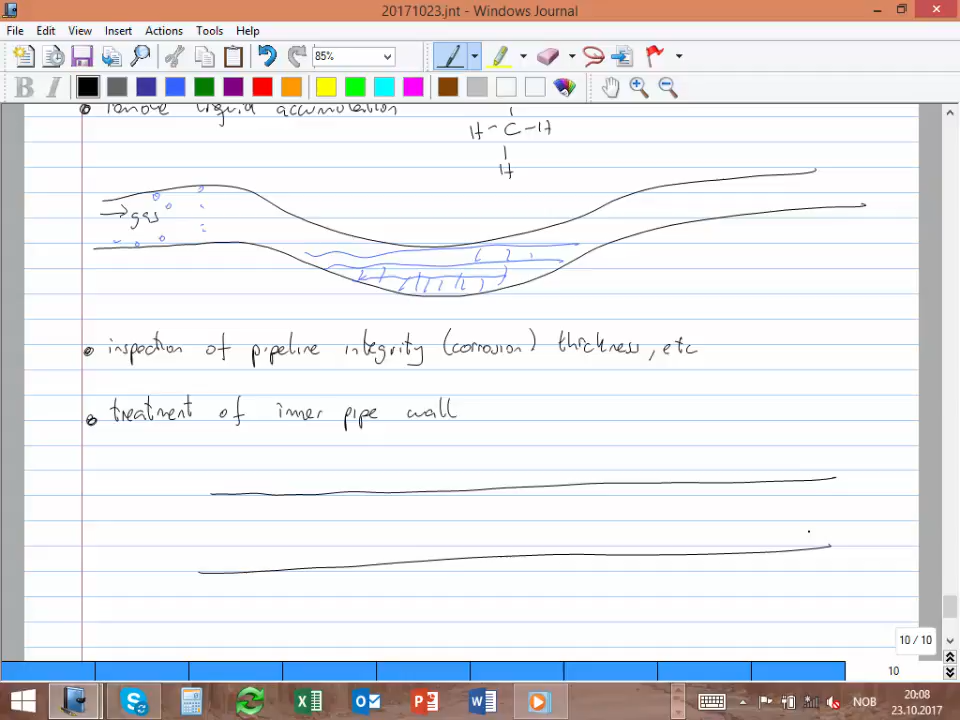 20171023.jnt - Windows Journal
File Edit View Insert Actions Tools Help
85%
B I
remove liquid accumulation
H - C - H
H
→ gas
• inspection of pipeline integrity (corrosion) thickness, etc
• treatment of inner pipe wall
10 / 10
10
NOB
20:08
23.10.2017